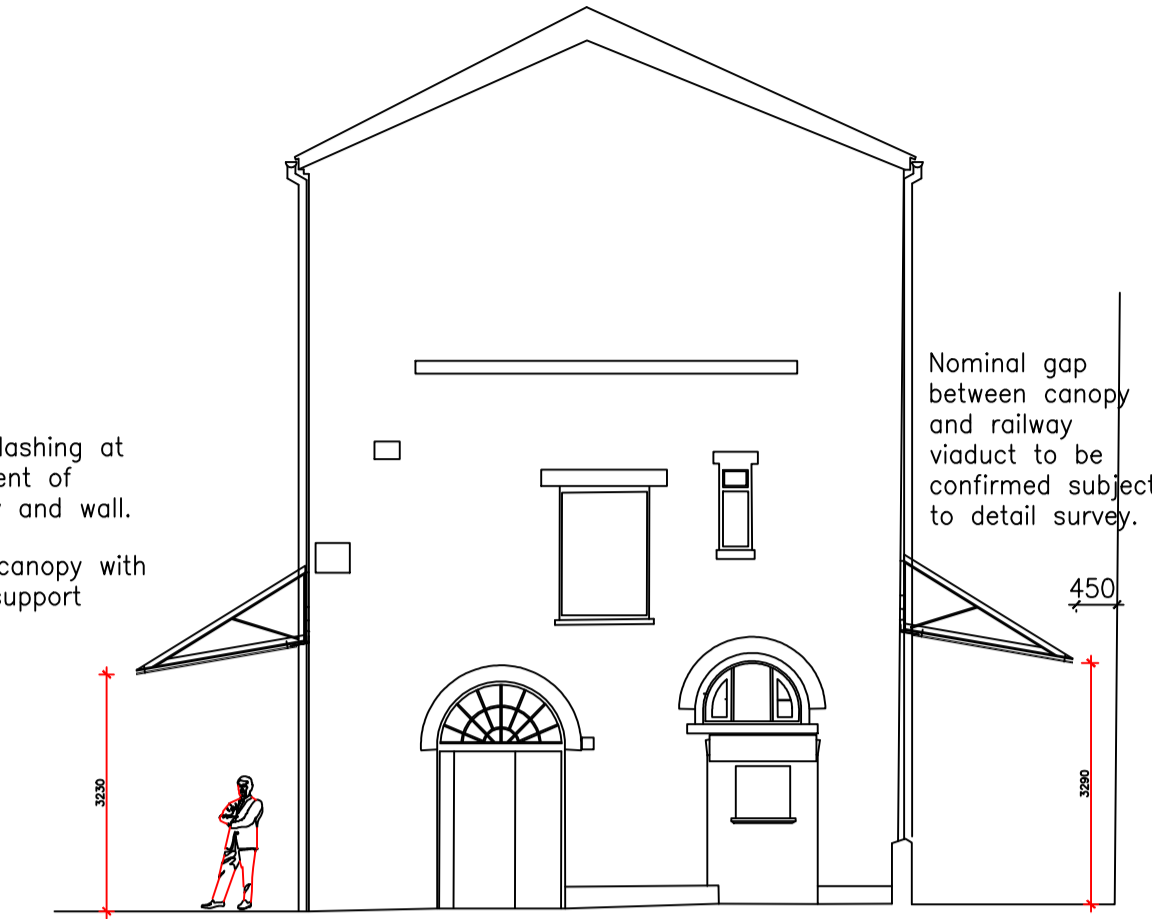 lashing at
ent of
and wall.
canopy with
support
Nominal gap
between canopy
and railway
viaduct to be
confirmed subject
to detail survey.
450
3230
3290